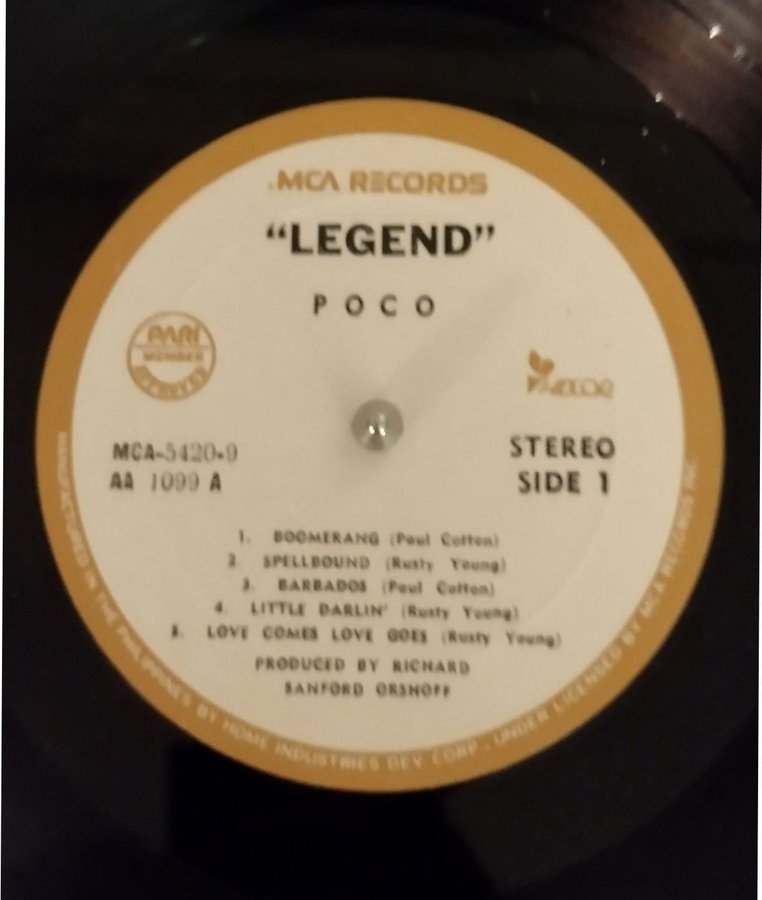 MCA RECORDS
"LEGEND"
POCO
PARI
MEMBER
APPROVED
MCA-5420-9
AA 1099 A
STEREO
SIDE 1
1. BOOMERANG (Paul Cotton)
2. SPELLBOUND (Rusty Young)
3. BARBADOS (Paul Cotton)
4. LITTLE DARLIN' (Rusty Young)
5. LOVE COMES LOVE GOES (Rusty Young)
PRODUCED BY RICHARD
SANFORD ORSHOFF
MANUFACTURED IN THE PHILIPPINES BY HOME INDUSTRIES DEV. CORP., UNDER LICENSED BY MCA RECORDS INC.